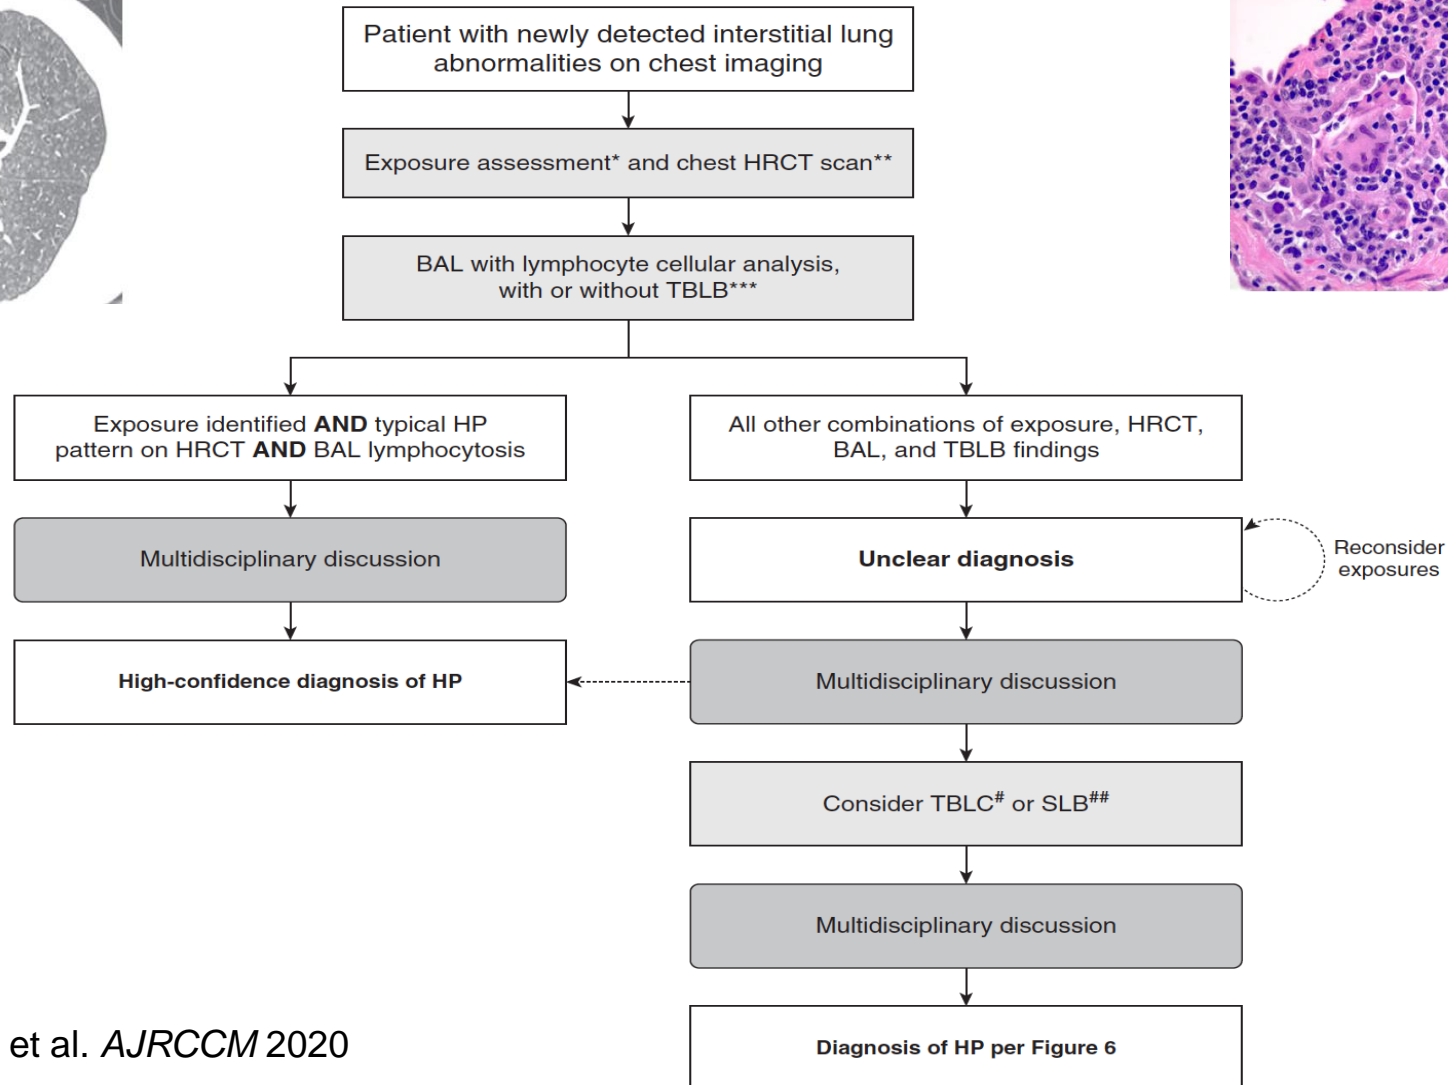 Patient with newly detected interstitial lung
abnormalities on chest imaging
Exposure assessment* and chest HRCT scan**
BAL with lymphocyte cellular analysis,
with or without TBLB***
Exposure identified AND typical HP
pattern on HRCT AND BAL lymphocytosis
All other combinations of exposure, HRCT,
BAL, and TBLB findings
Multidisciplinary discussion
Unclear diagnosis
Reconsider
exposures
High-confidence diagnosis of HP
Multidisciplinary discussion
Consider TBLC# or SLB##
Multidisciplinary discussion
Diagnosis of HP per Figure 6
et al. AJRCCM 2020